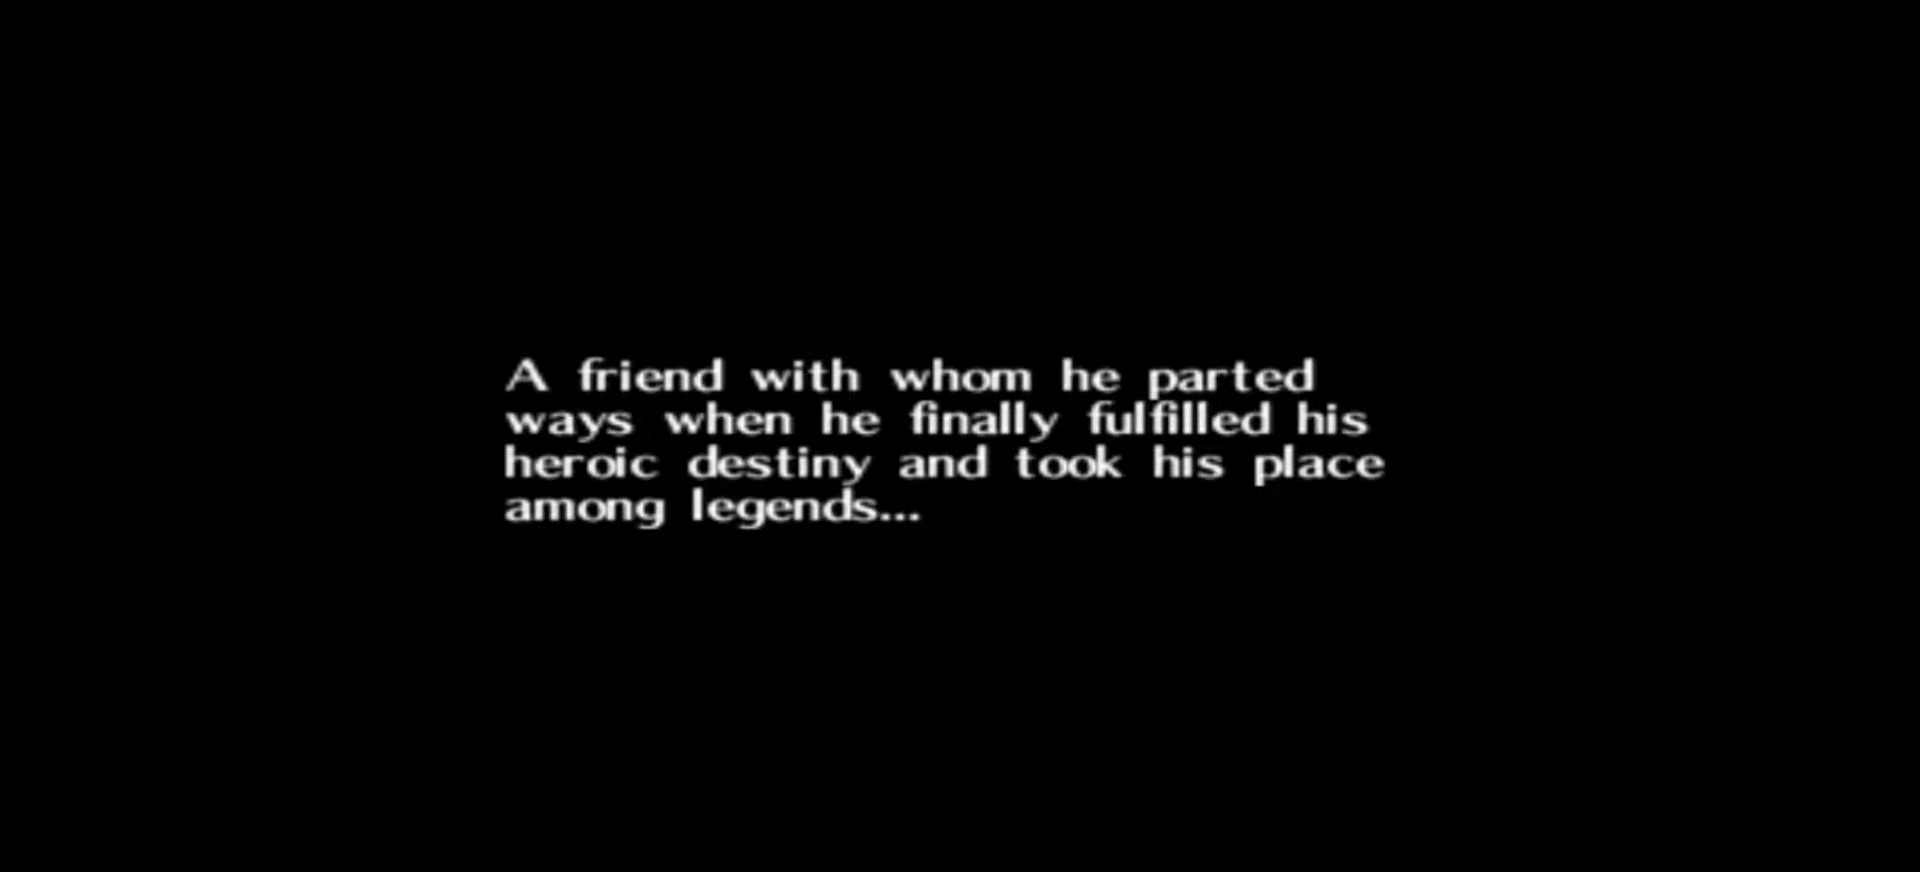 A friend with whom he parted
ways when he finally fulfilled his
heroic destiny and took his place
among legends...